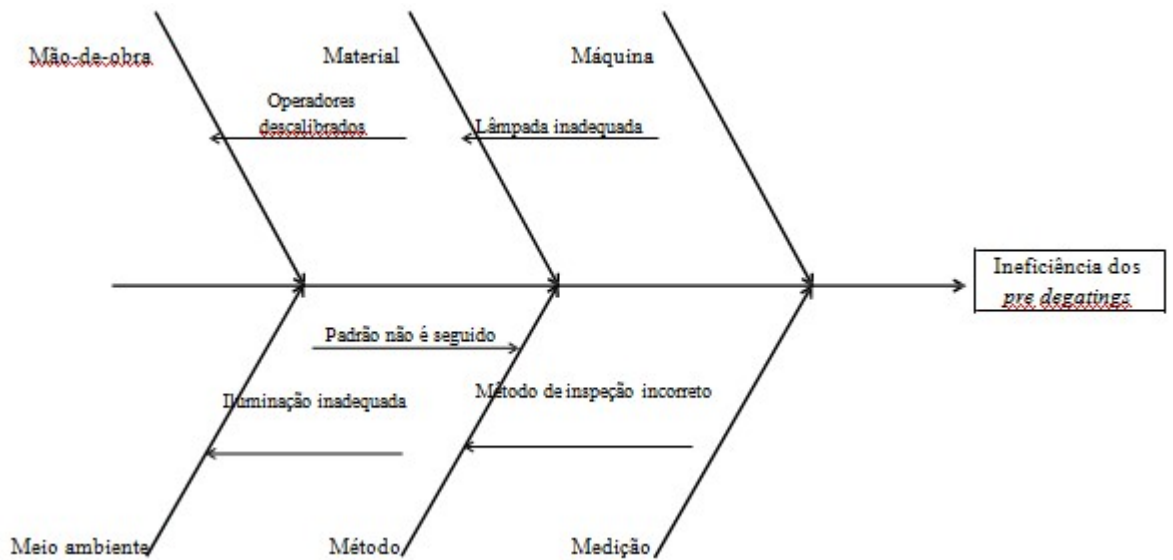 Mão-de-obra
Material
Máquina
Operadores
descalibrados
Lâmpada inadequada
Ineficiência dos
pre degatings
Padrão não é seguido
Iluminação inadequada
Método de inspeção incorreto
Meio ambiente
Método
Medição